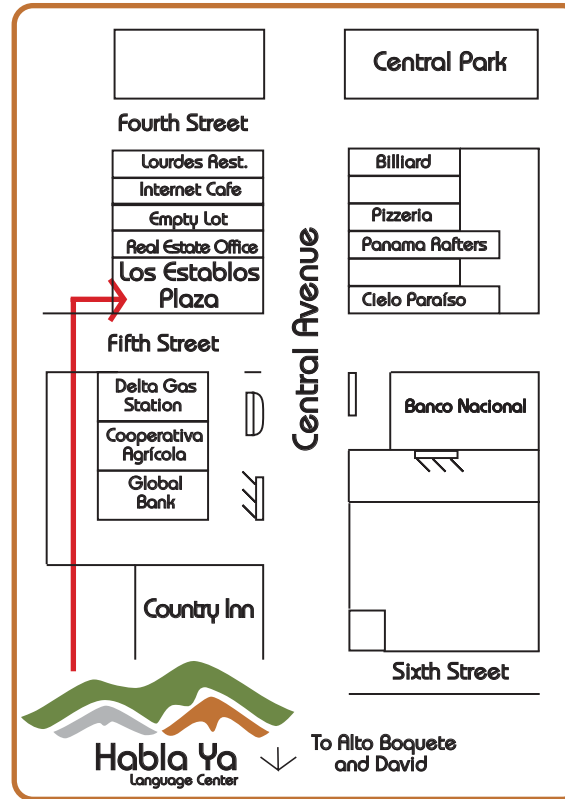 Central Park
Fourth Street
Lourdes Rest.
Internet Cafe
Empty Lot
Real Estate Office
Los Establos
Plaza
Billiard
Pizzeria
Panama Rafters
Cielo Paraíso
Central Avenue
Fifth Street
Delta Gas
Station
Cooperativa
Agrícola
Global
Bank
Banco Nacional
Country Inn
Sixth Street
Habla Ya
Language Center
To Alto Boquete
and David